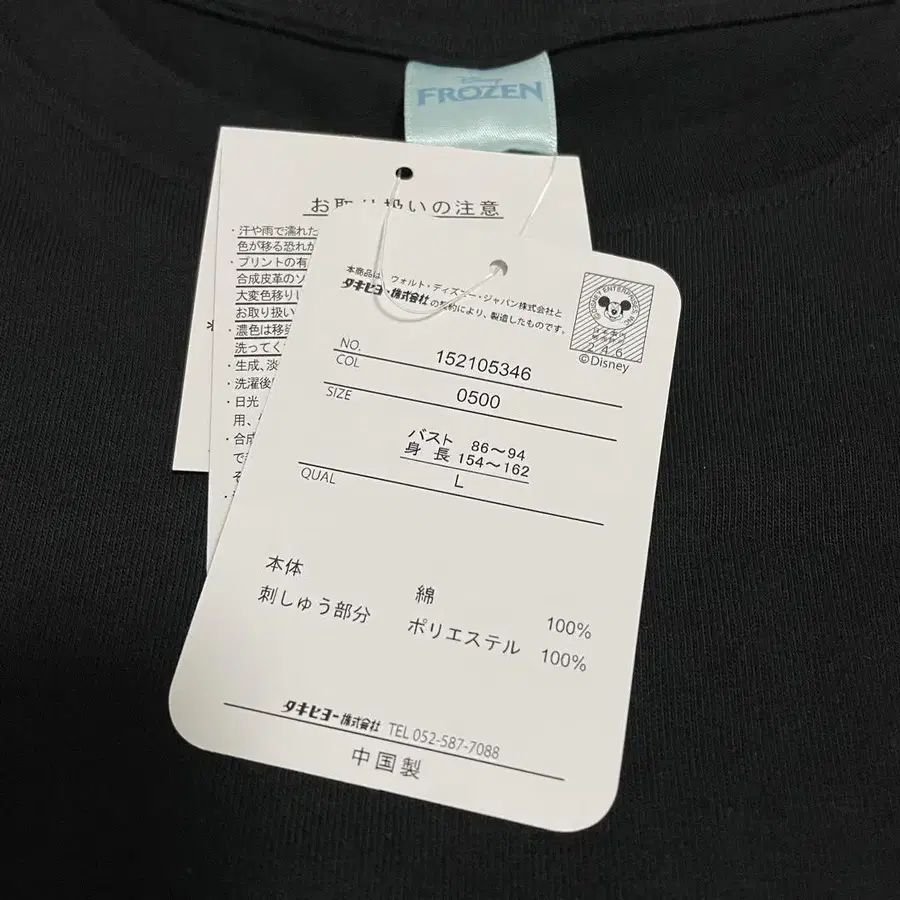 Disney
FROZEN
お取り扱いの注意
・汗や雨で濡れた
色が移る恐れが
・プリントの有
合成皮革のソ
大変色移りし
お取り扱い
・濃色は移染
洗ってく
・生成、淡
・洗濯後
・日光
用、
・合成
で
本商品は、ウォルト・ディズニー・ジャパン株式会社と
タキヒヨー株式会社の契約により、製造したものです。
© DISNEY ENTERPRISES, INC.
246
©Disney
NO. 152105346
COL 0500
SIZE
バスト 86～94
身長 154～162
L
QUAL
本体 綿 100%
刺しゅう部分 ポリエステル 100%
タキヒヨー株式会社 TEL 052-587-7088
中国製